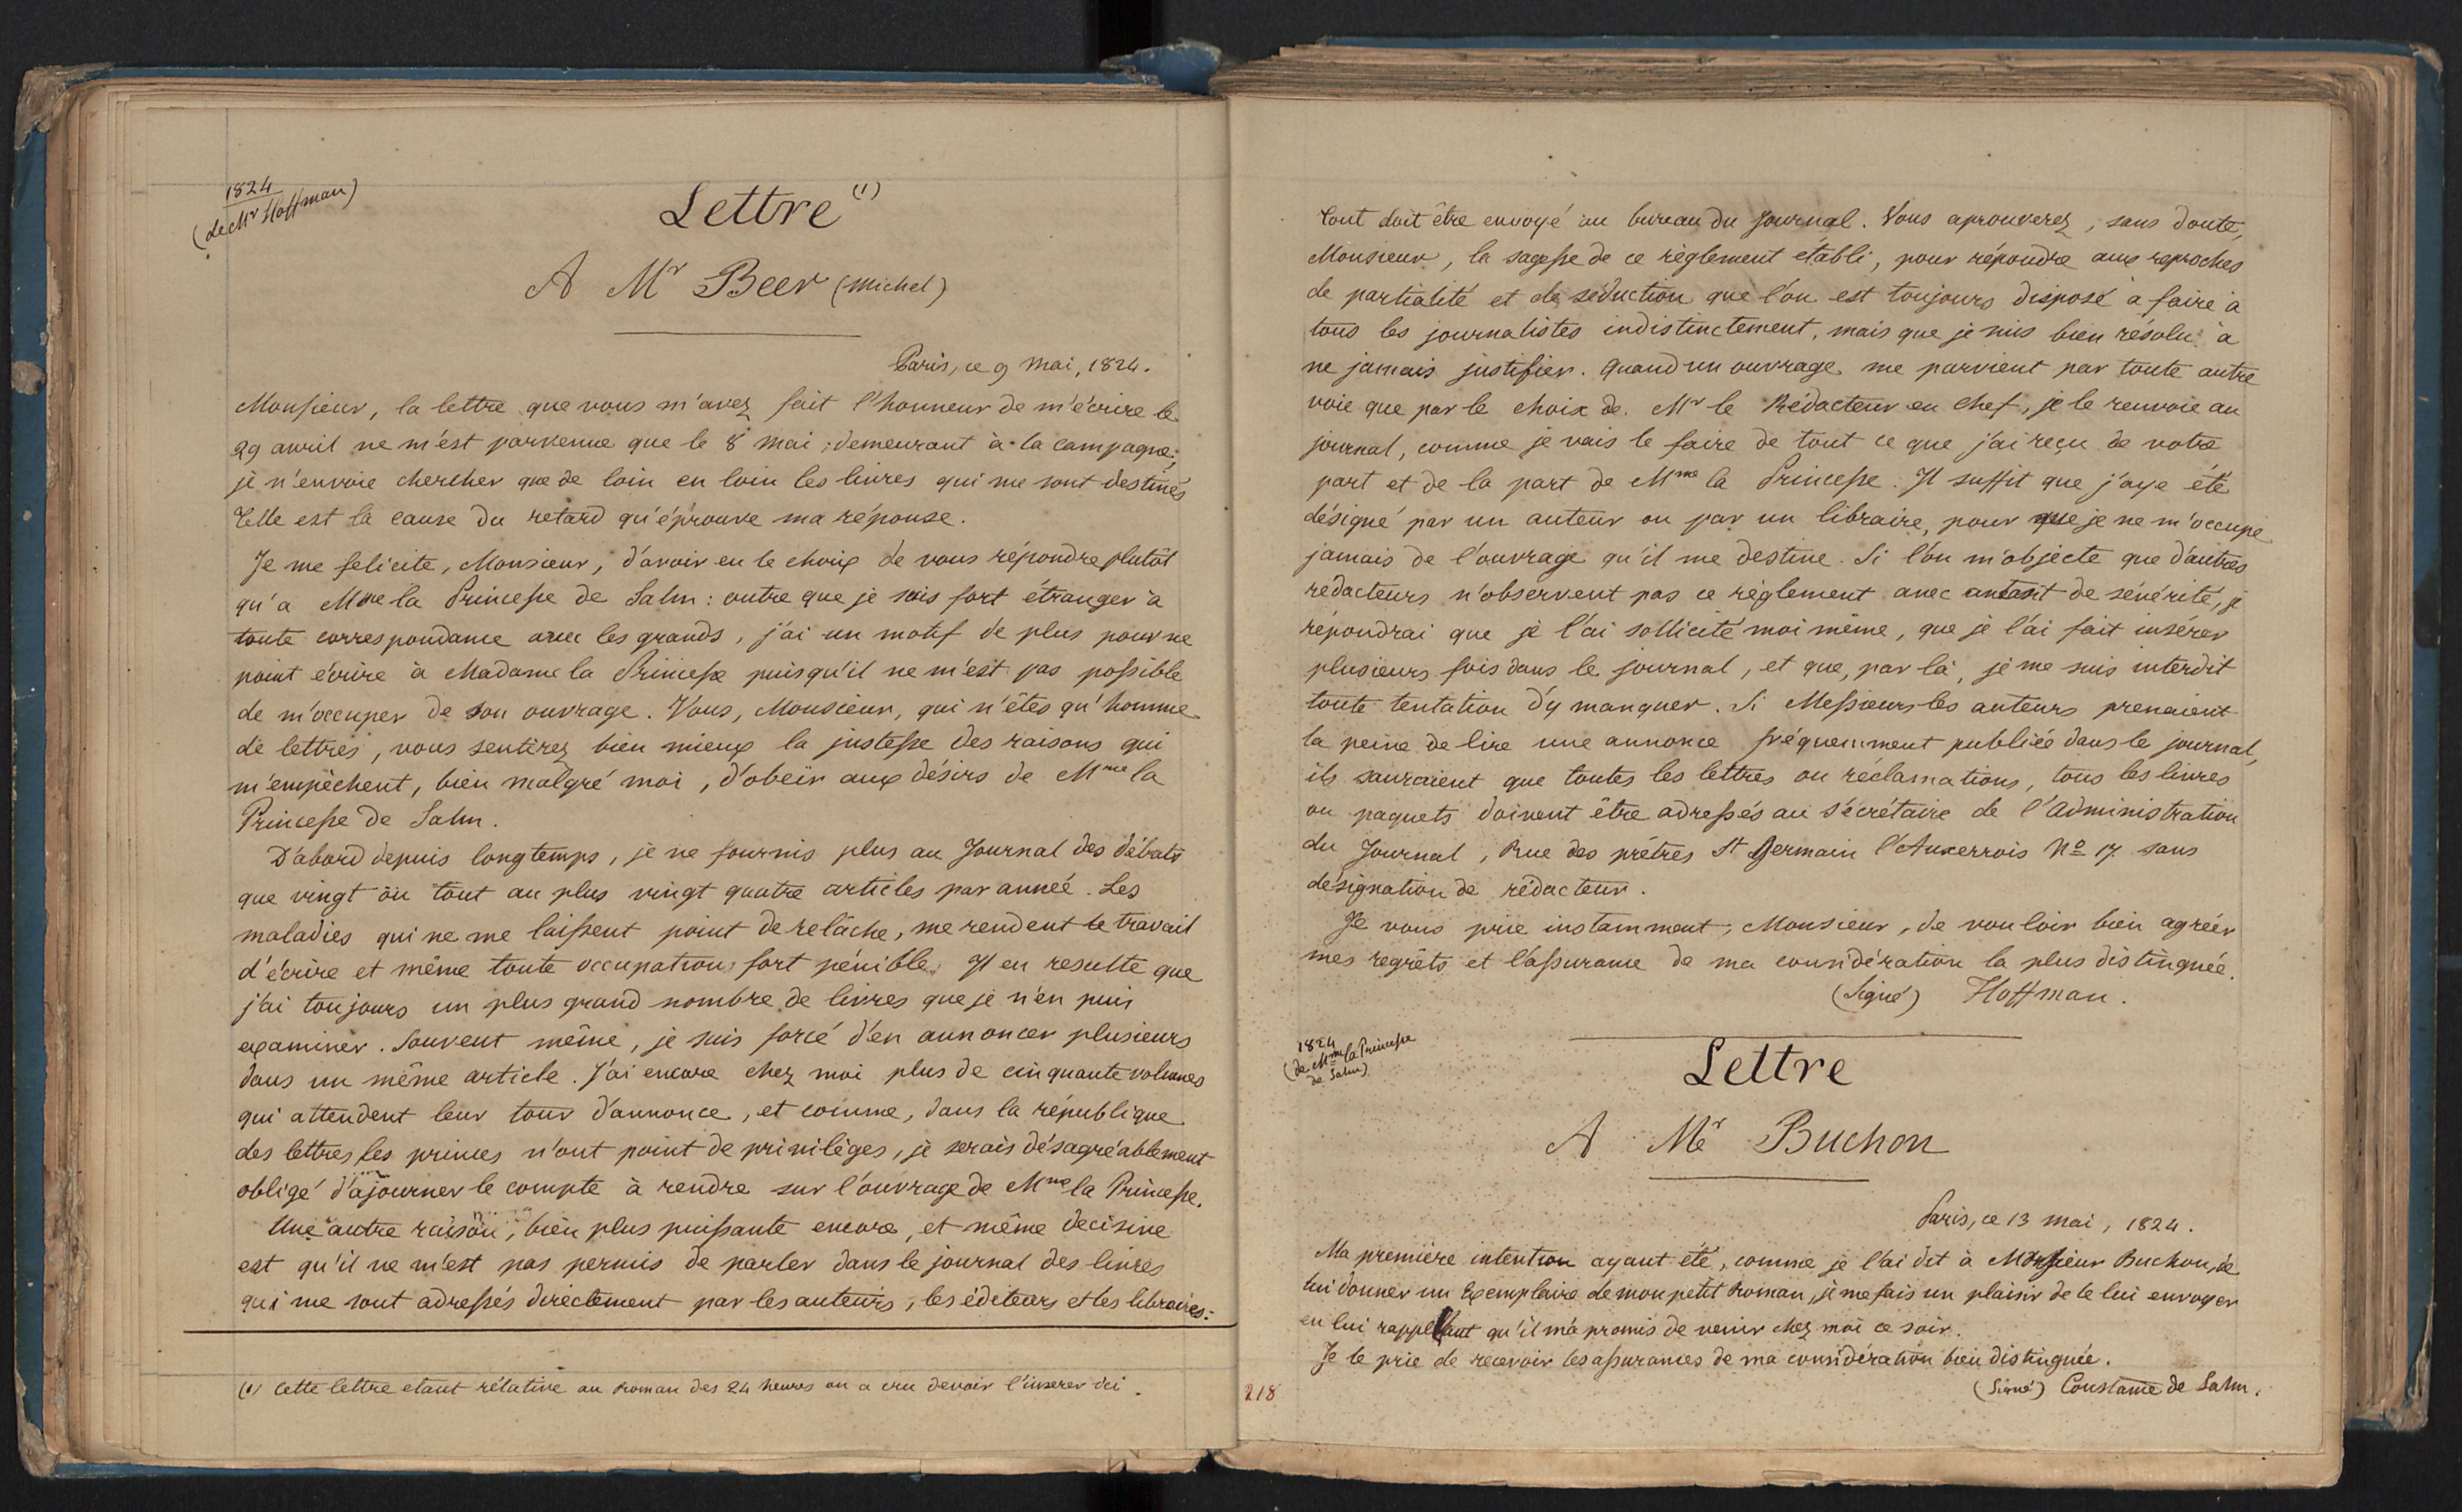 1824
(de Mr Hoffman)
Lettre (1)
A Mr Beer (Michel)
Paris, ce 9 mai, 1824.
Monsieur, la lettre que vous m'avez fait l'honneur de m'écrire le
29 avril ne m'est parvenue que le 8 mai; demeurant à la campagne,
je n'envoie chercher que de loin en loin les livres qui me sont destinés
Telle est la cause du retard qu'éprouve ma réponse.
Je me felicite, Monsieur, d'avoir eu le choix de vous répondre plutôt
qu'a Mme la Princesse de Salm: outre que je suis fort étranger à
toute correspondance avec les grands, j'ai un motif de plus pour ne
point écrire à Madame la Princesse puisqu'il ne m'est pas possible
de m'occuper de son ouvrage. Vous, Monsieur, qui n'êtes qu'homme
de lettres, vous sentirez bien mieux la justesse des raisons qui
m'empêchent, bien malgré moi, d'obeïr aux désirs de Mme la
Princesse de Salm.
D'abord depuis longtemps, je ne fournis plus au Journal des débats
que vingt ou tout au plus vingt quatre articles par année. Les
maladies qui ne me laissent point de relâche, me rendent le travail
d'écrire et même toute occupation fort pénible. Il en resulte que
j'ai toujours un plus grand nombre de livres que je n'en puis
examiner. Souvent même, je suis forcé d'en annoncer plusieurs
dans un même article. J'ai encore chez moi plus de cinquante volumes
qui attendent leur tour d'annonce, et comme, dans la république
des lettres, les princes n'ont point de privilèges, je serais désagréablement
obligé d'ajourner le compte à rendre sur l'ouvrage de Mme la Princesse.
Une autre raison, bien plus puissante encore, et même decisive
est qu'il ne m'est pas permis de parler dans le journal des livres
qui me sont adressés directement par les auteurs, les éditeurs et les libraires:
(1) Cette lettre etant rélative au Roman des 24 heures on a cru devoir l'inserer ici.
tout doit être envoyé au bureau du Journal. Vous aprouverez, sans doute,
Monsieur, la sagesse de ce règlement établi, pour répondre aux reproches
de partialité et de séduction que l'on est toujours disposé a faire à
tous les journalistes indistinctement, mais que je suis bien résolu à
ne jamais justifier. Quand un ouvrage me parvient par toute autre
voie que par le choix de Mr le Rédacteur en chef, je le renvoie au
journal, comme je vais le faire de tout ce que j'ai reçu de votre
part et de la part de Mme la Princesse. Il suffit que j'aye été
désigné par un auteur ou par un libraire, pour que je ne m'occupe
jamais de l'ouvrage qu'il me destine. Si l'on m'objecte que d'autres
rédacteurs n'observent pas ce règlement avec autant de sévérité, je
répondrai que je l'ai sollicité moi même, que je l'ai fait insérer
plusieurs fois dans le journal, et que, par là, je me suis interdit
toute tentation d'y manquer. Si Messieurs les auteurs prenaient
la peine de lire une annonce fréquemment publiée dans le journal,
ils sauraient que toutes les lettres ou réclamations, tous les livres
ou paquets doivent être adressés au sécrétaire de l'administration
du Journal, Rue des prêtres St Germain l'Auxerrois No 17 sans
désignation de rédacteur.
Je vous prie instamment, Monsieur, de vouloir bien agréer
mes regrêts et l'assurance de ma considération la plus distinguée.
(Signé) Hoffman.
1824
(de Mme la Princesse
de Salm)
Lettre
A Mr Buchon
Paris, ce 13 mai, 1824.
Ma première intention ayant été, comme je l'ai dit à Monsieur Buchon, de
lui donner un Exemplaire de mon petit Roman, je me fais un plaisir de le lui envoyer
en lui rappellant qu'il m'a promis de venir chez moi ce soir.
Je le prie de recevoir les assurances de ma considération bien distinguée.
(Signé) Constance de Salm.
218